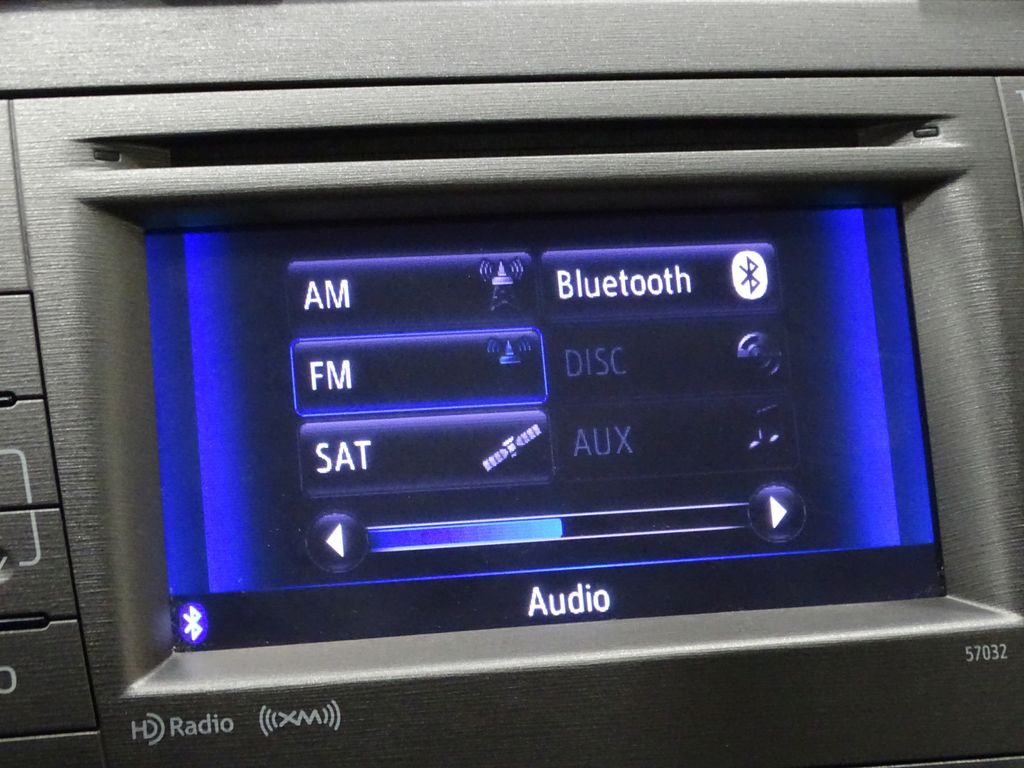 AM
Bluetooth
FM
DISC
SAT
AUX
Audio
57032
HD Radio
((XM))